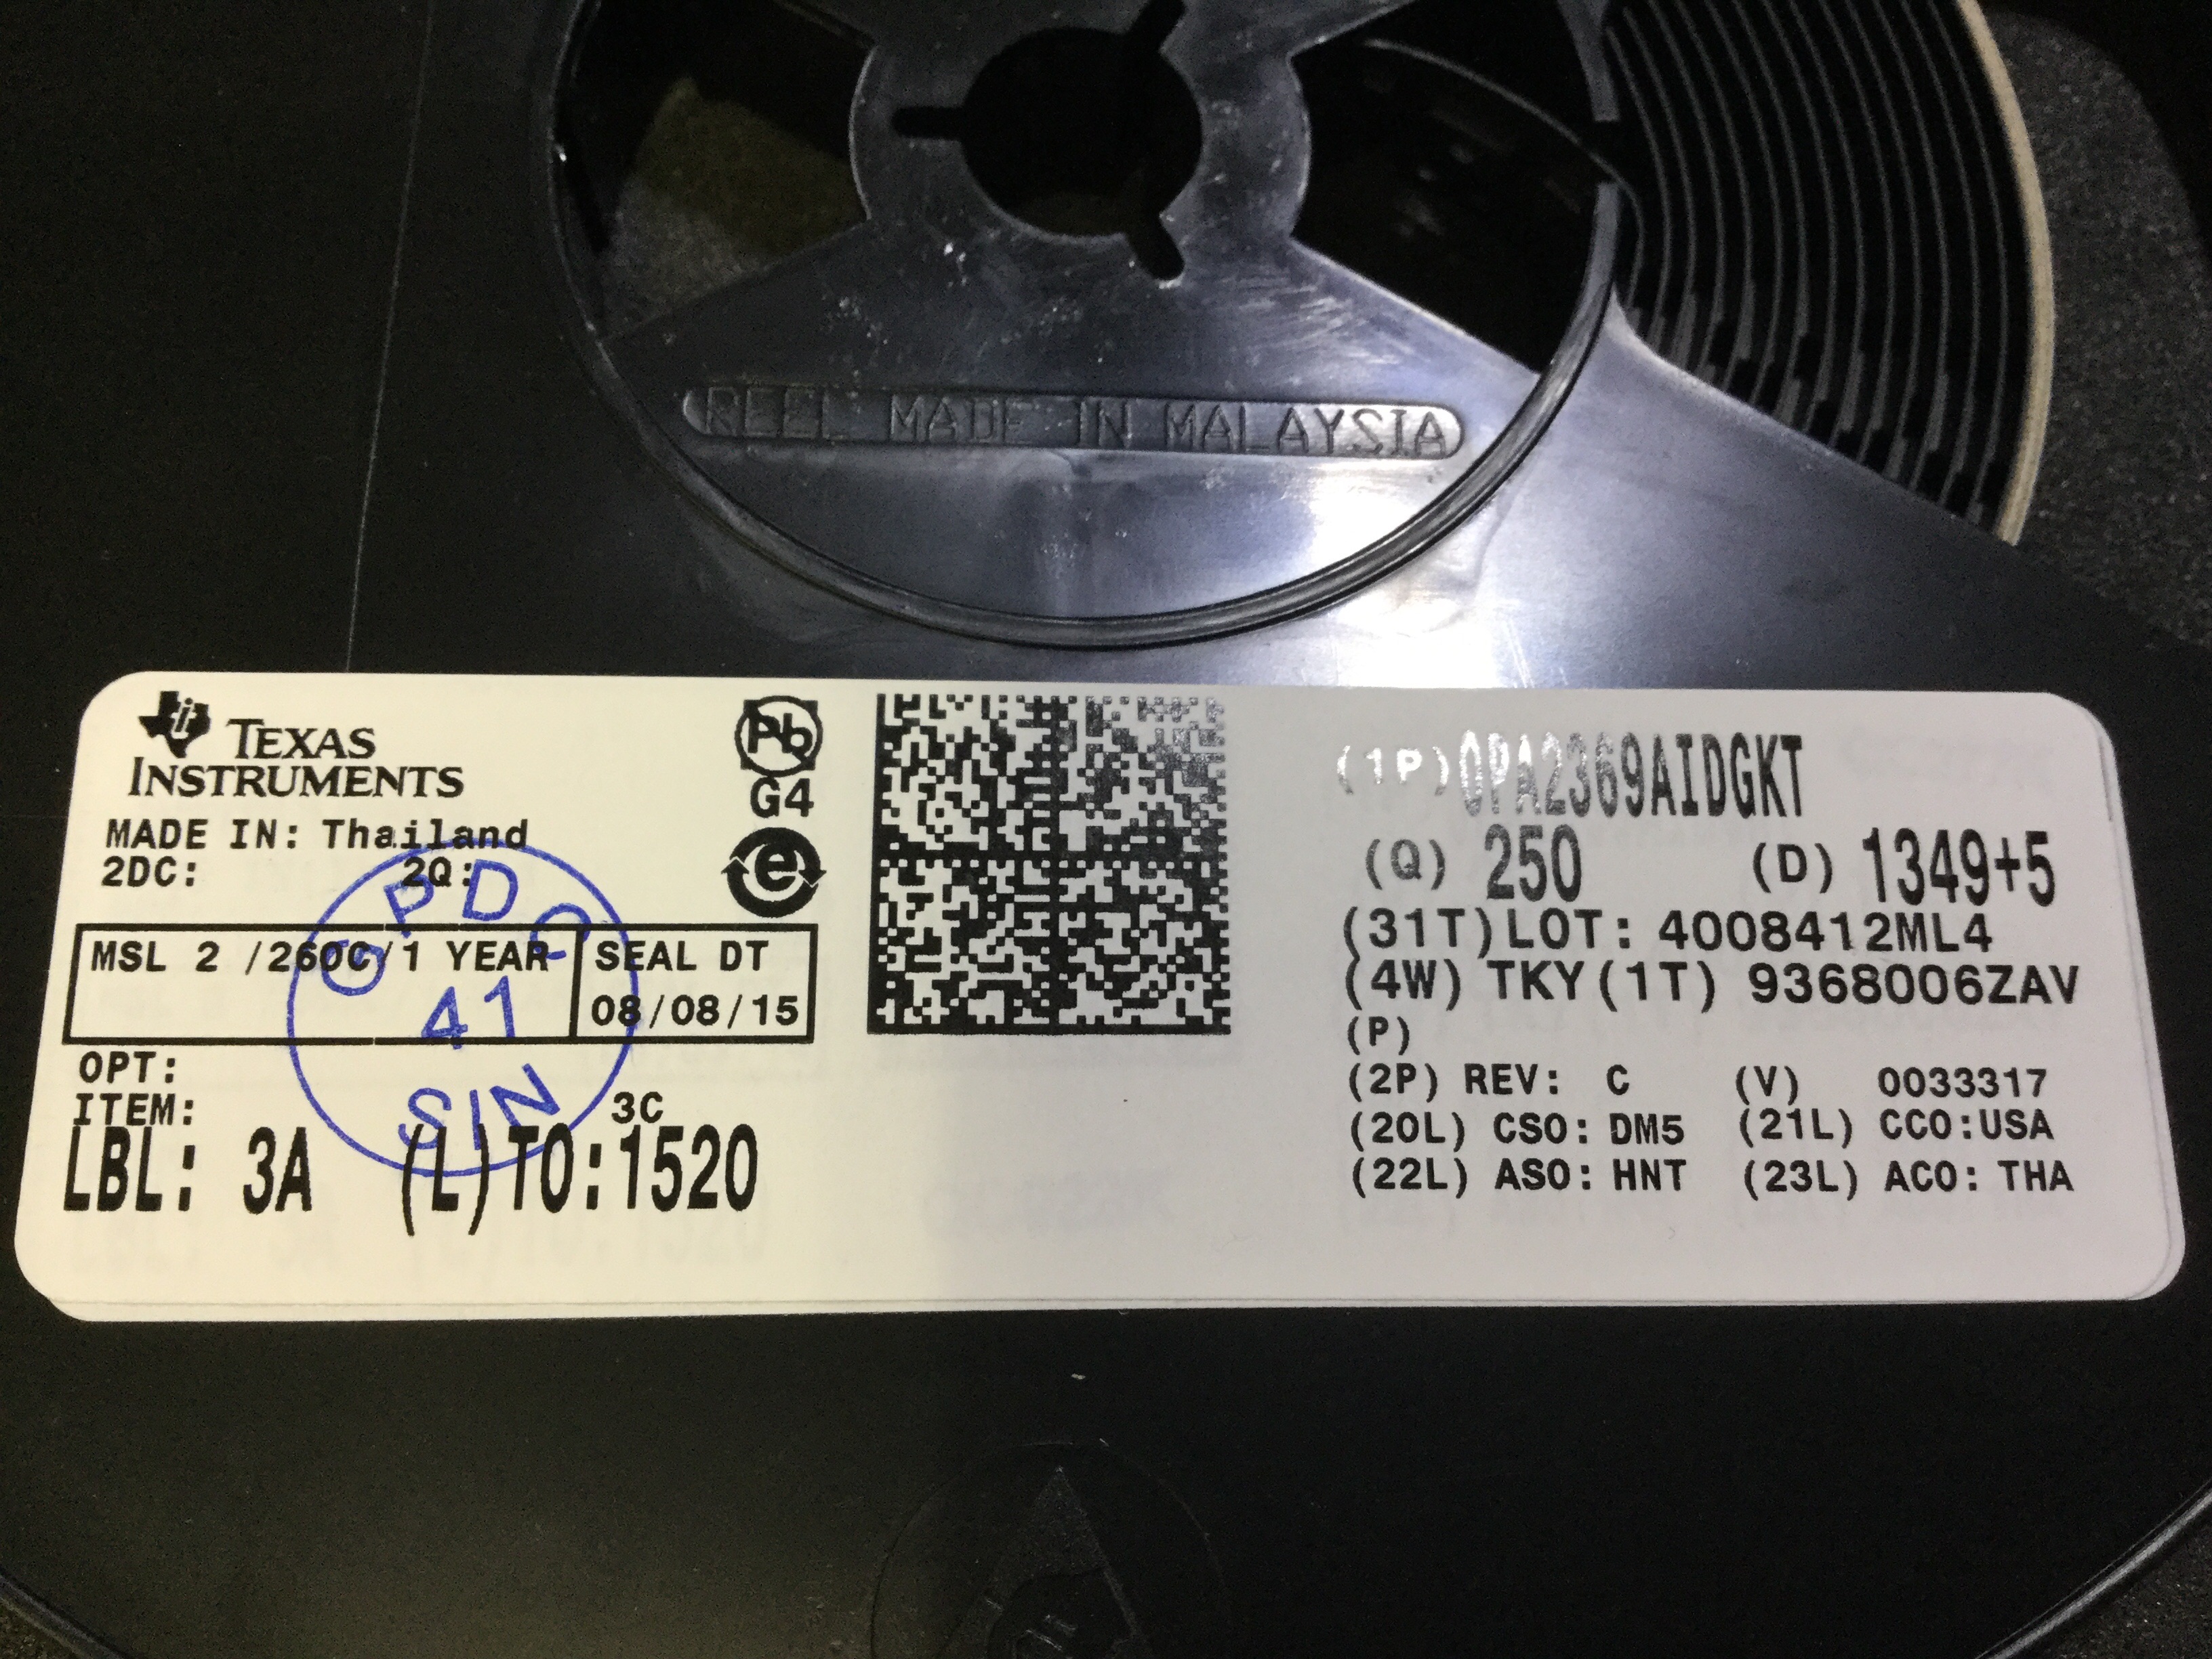 REEL MADE IN MALAYSIA
TEXAS
INSTRUMENTS
Pb
G4
e
MADE IN: Thailand
2DC: 2Q:
MSL 2 /260C/1 YEAR
SEAL DT
08/08/15
GPDC
41
SIN
OPT:
ITEM:
3C
LBL: 3A (L)TO:1520
(1P)OPA2369AIDGKT
(Q) 250 (D) 1349+5
(31T)LOT: 4008412ML4
(4W) TKY(1T) 9368006ZAV
(P)
(2P) REV: C (V) 0033317
(20L) CSO: DM5 (21L) CCO:USA
(22L) ASO: HNT (23L) ACO: THA